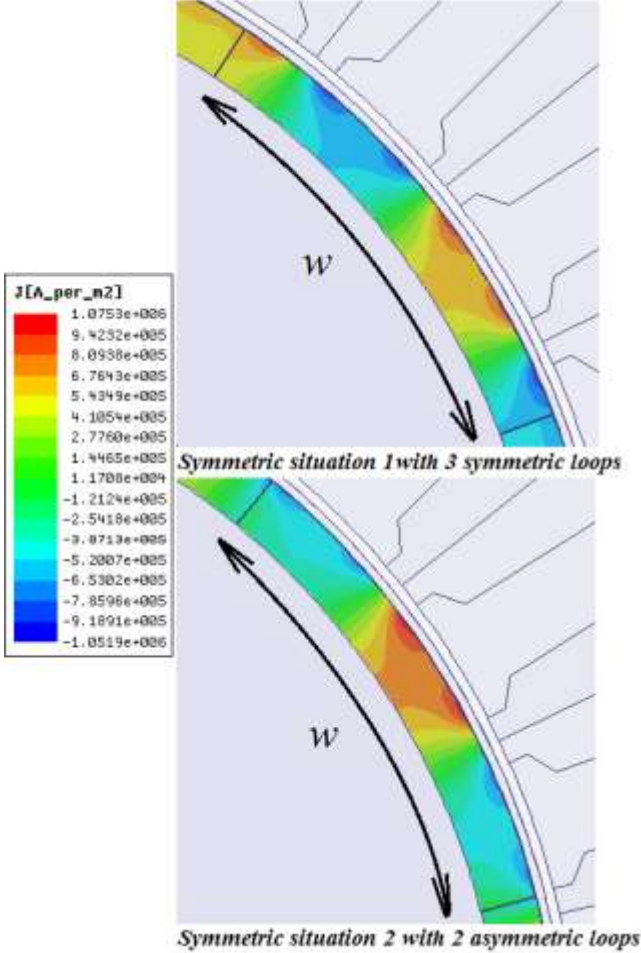 w
J[A_per_m2]
1.0753e+006
9.4232e+005
8.0938e+005
6.7643e+005
5.4349e+005
4.1054e+005
2.7760e+005
1.4465e+005
1.1708e+004
-1.2124e+005
-2.5418e+005
-3.8713e+005
-5.2007e+005
-6.5302e+005
-7.8596e+005
-9.1891e+005
-1.0519e+006
Symmetric situation 1with 3 symmetric loops
w
Symmetric situation 2 with 2 asymmetric loops